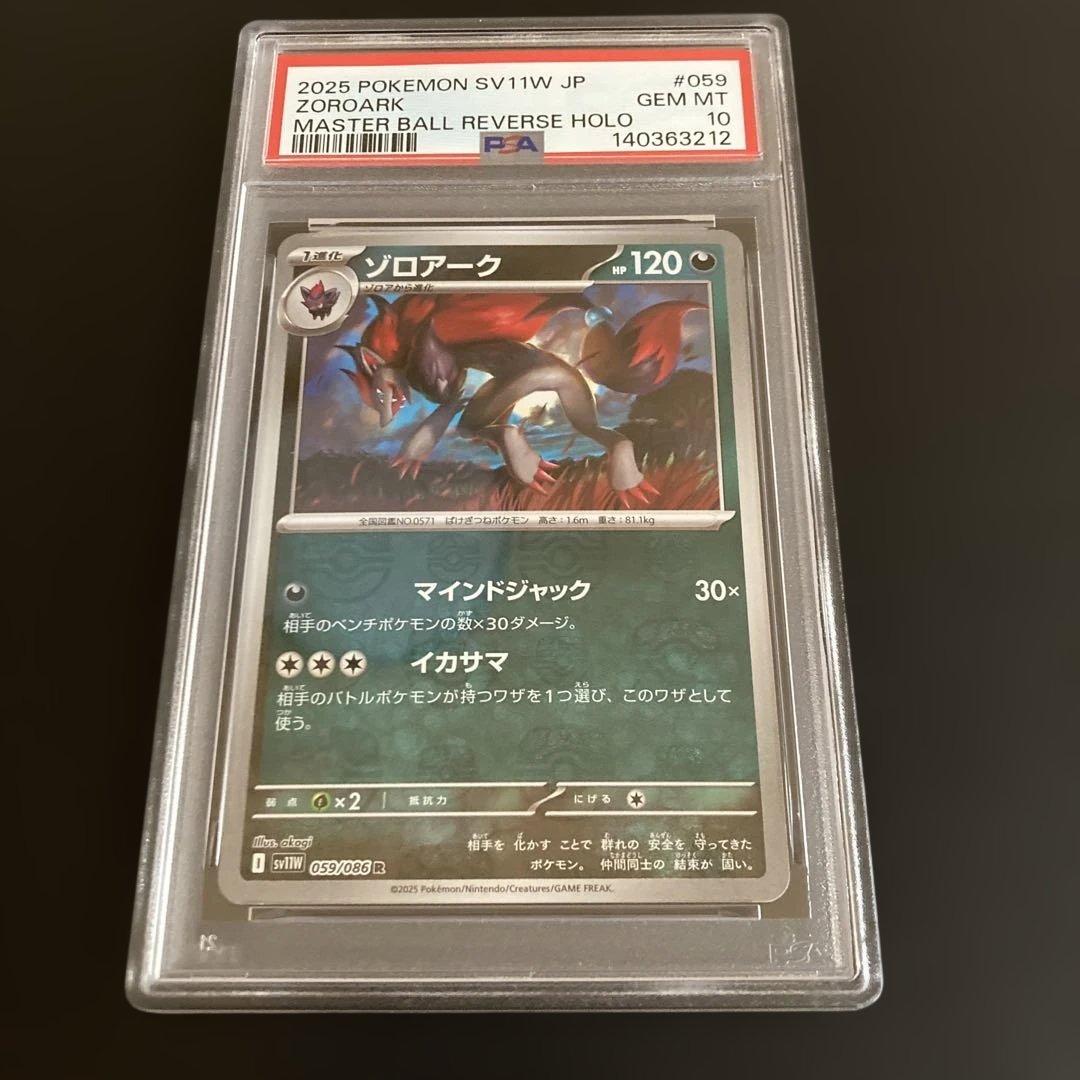 2025 POKEMON SV11W JP #059
ZOROARK GEM MT
MASTER BALL REVERSE HOLO 10
PSA 140363212
1進化 ゾロアーク HP 120
ゾロアから進化
全国図鑑NO.0571 ばけぎつねポケモン 高さ:1.6m 重さ:81.1kg
マインドジャック 30×
相手のベンチポケモンの数×30ダメージ。
イカサマ
相手のバトルポケモンが持つワザを1つ選び、このワザとして
使う。
弱点 ×2 抵抗力 にげる
Illus. akagi
相手を 化かす ことで 群れの 安全を 守ってきた
ポケモン。 仲間同士の 結束が 固い。
I sv11W 059/086 R
©2025 Pokémon/Nintendo/Creatures/GAME FREAK.